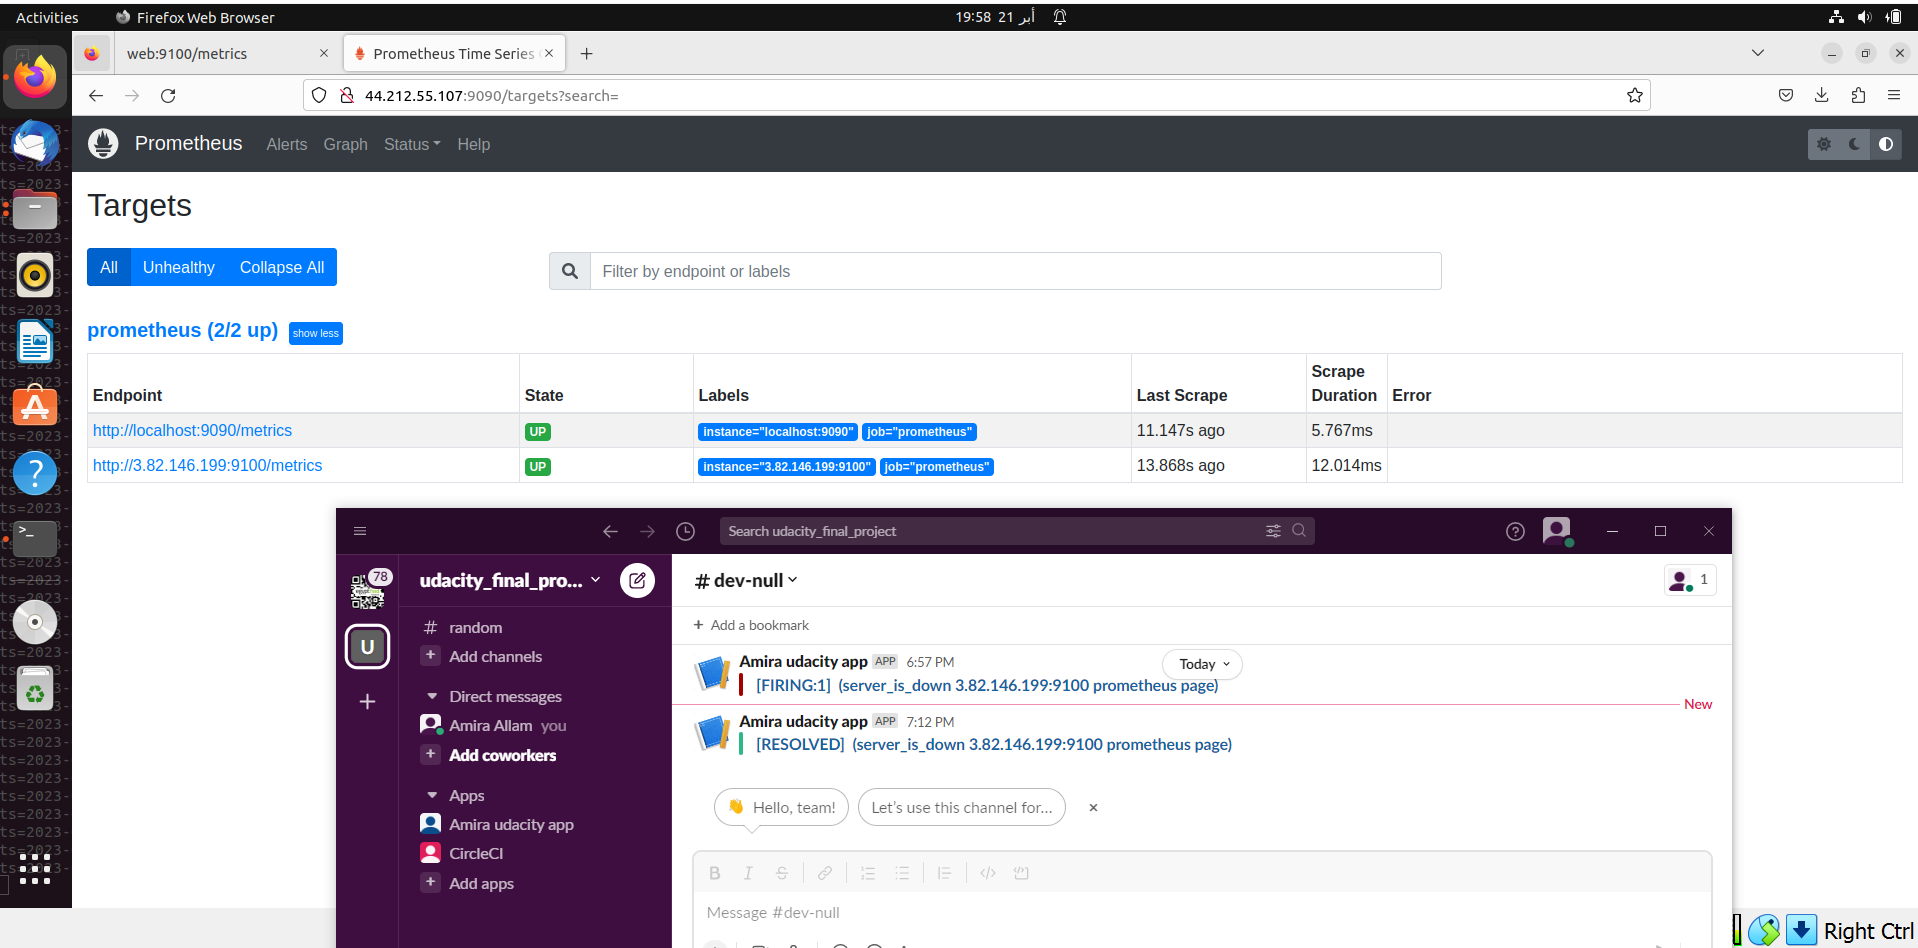 Activities
Firefox Web Browser
19:58 21 أبر
web:9100/metrics
Prometheus Time Series
44.212.55.107:9090/targets?search=
Prometheus
Alerts
Graph
Status
Help
Targets
All
Unhealthy
Collapse All
Filter by endpoint or labels
prometheus (2/2 up)
show less
Endpoint State Labels Last Scrape Scrape Duration Error
http://localhost:9090/metrics UP instance="localhost:9090" job="prometheus" 11.147s ago 5.767ms
http://3.82.146.199:9100/metrics UP instance="3.82.146.199:9100" job="prometheus" 13.868s ago 12.014ms
Search udacity_final_project
78
U
udacity_final_pro...
random
Add channels
Direct messages
Amira Allam you
Add coworkers
Apps
Amira udacity app
CircleCI
Add apps
# dev-null
1
Add a bookmark
Today
Amira udacity app APP 6:57 PM
[FIRING:1] (server_is_down 3.82.146.199:9100 prometheus page)
New
Amira udacity app APP 7:12 PM
[RESOLVED] (server_is_down 3.82.146.199:9100 prometheus page)
👋 Hello, team!
Let's use this channel for...
Message #dev-null
Right Ctrl